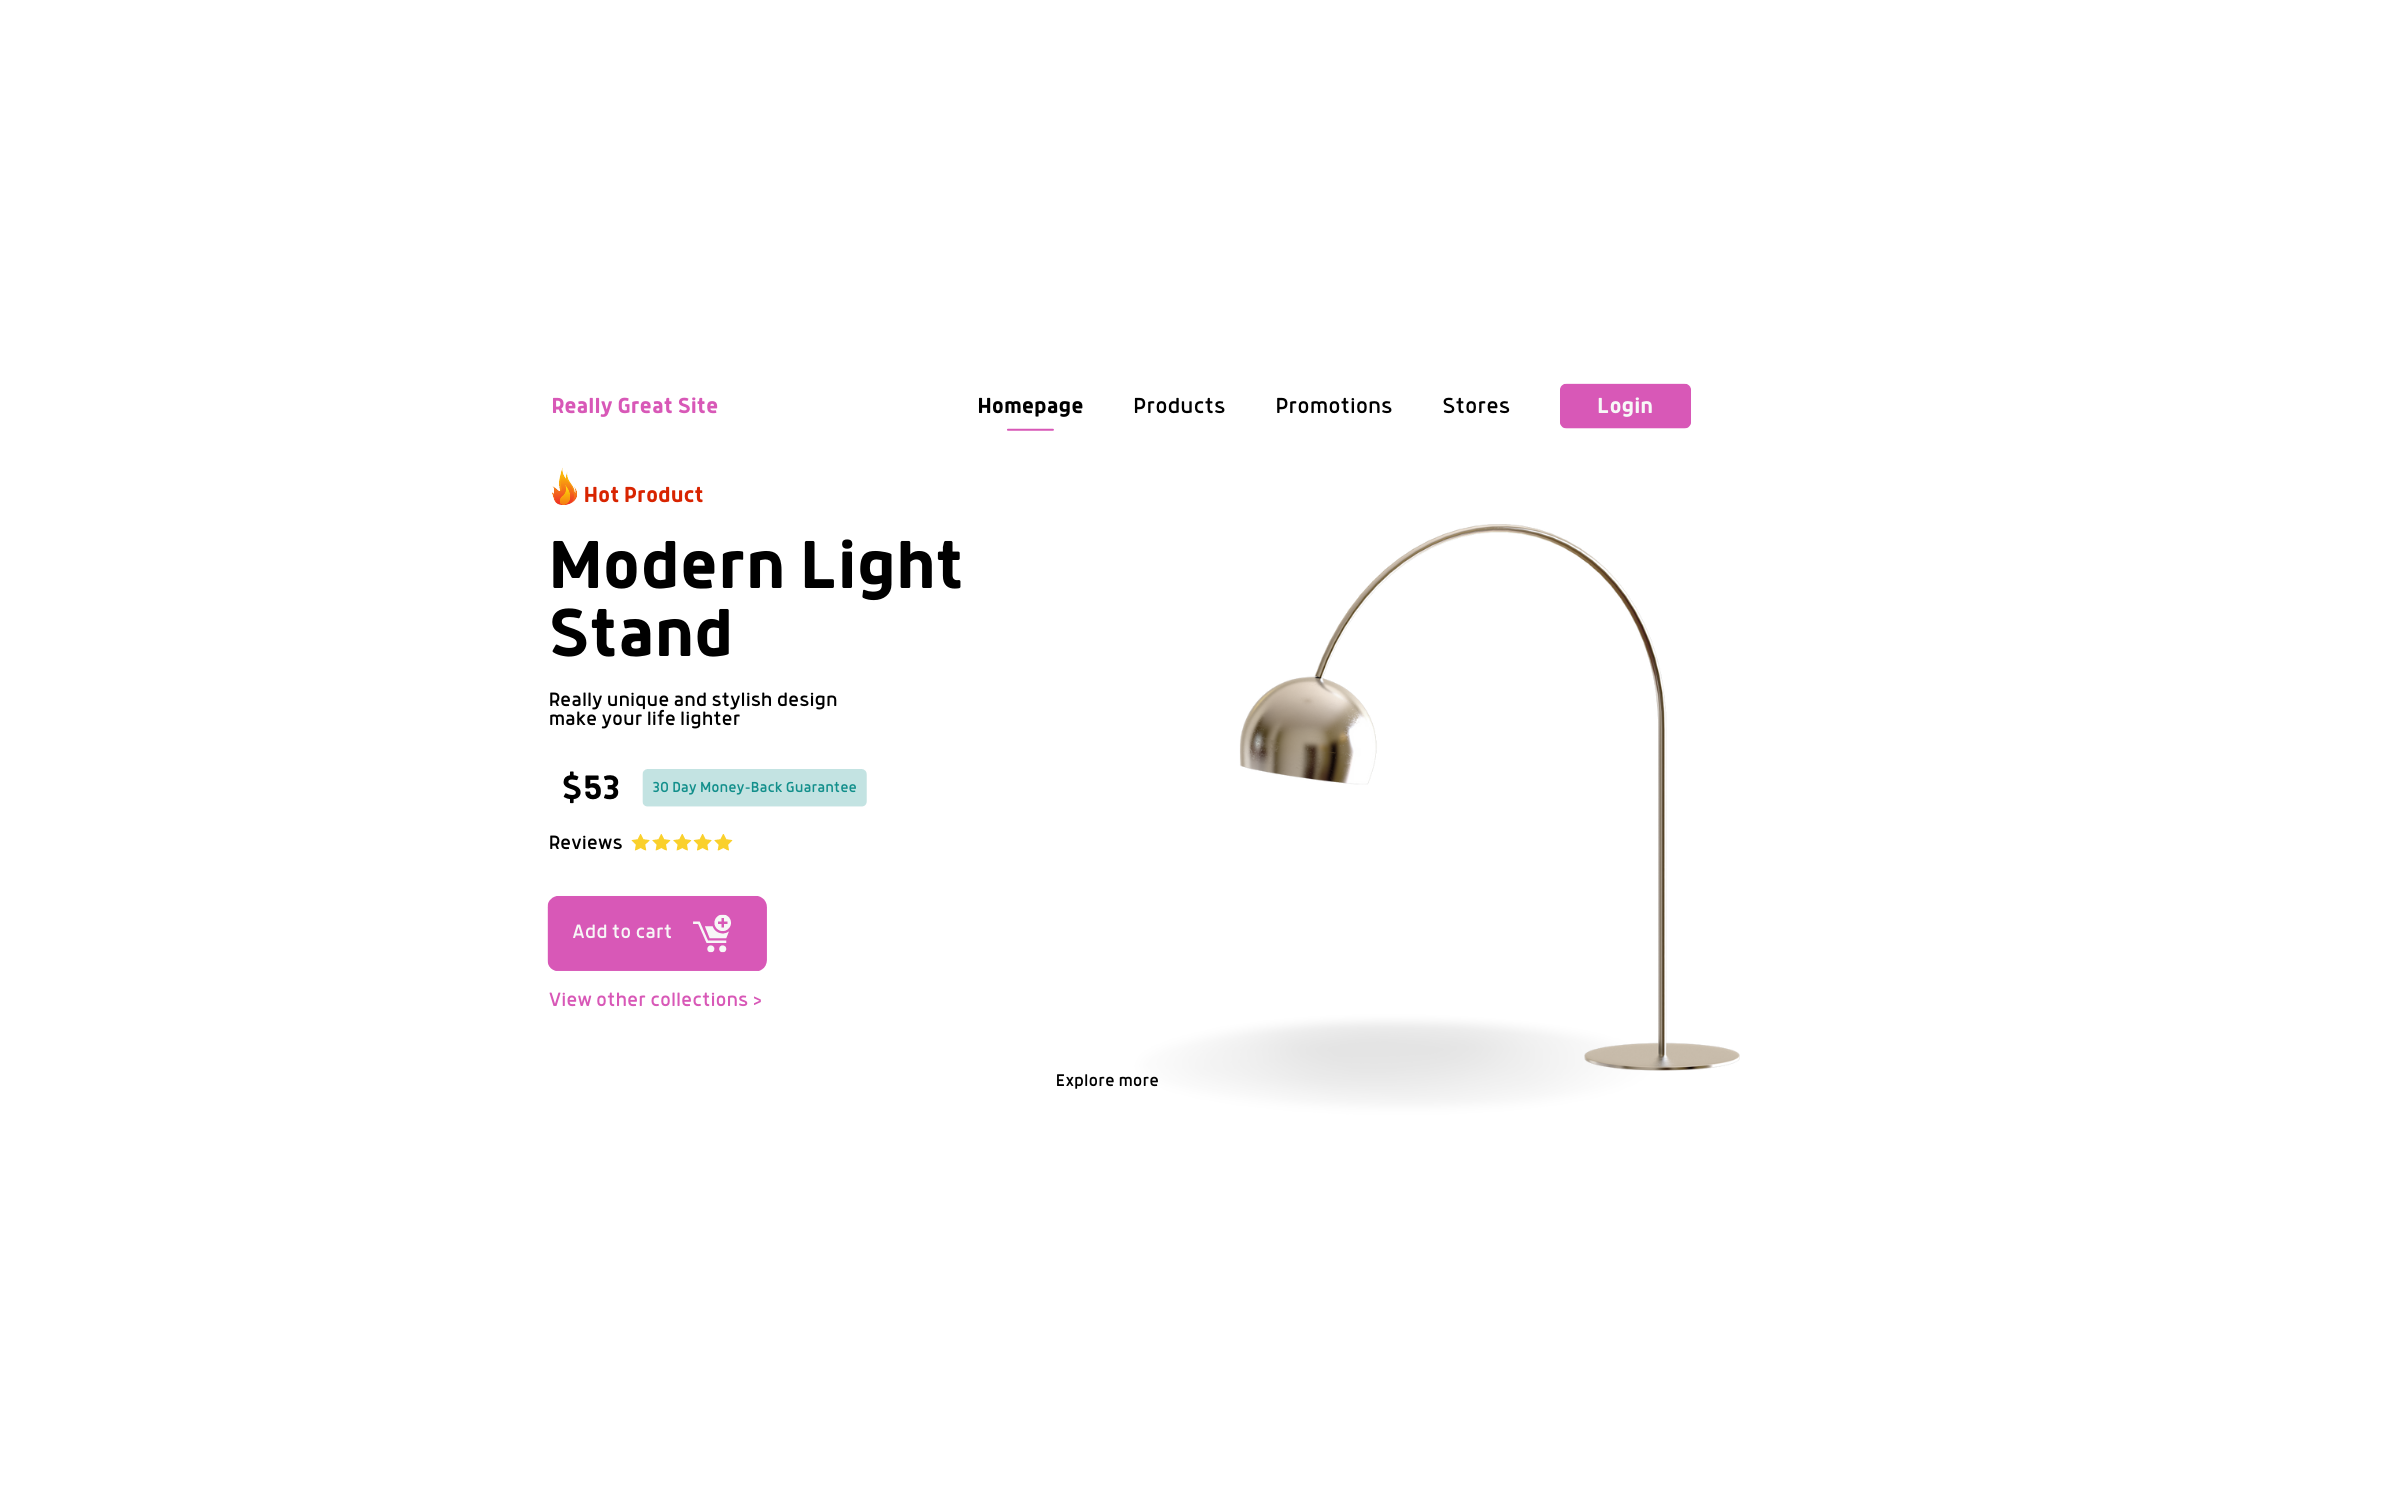 Really Great Site
Homepage
Products
Promotions
Stores
Login
Hot Product
Modern Light
Stand
Really unique and stylish design
make your life lighter
$53
30 Day Money-Back Guarantee
Reviews
Add to cart
View other collections >
Explore more